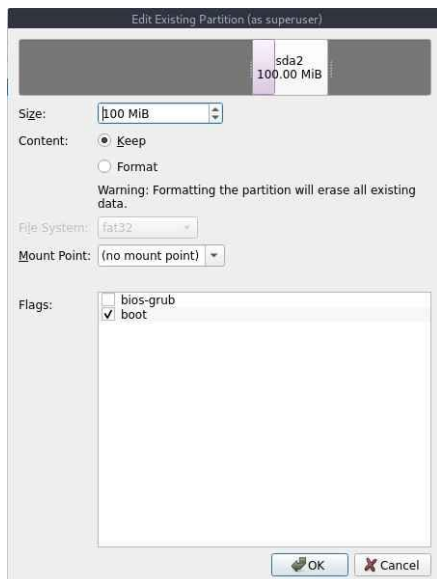 Edit Existing Partition (as superuser)
sda2
100.00 MiB
Size:
100 MiB
Content:
Keep
Format
Warning: Formatting the partition will erase all existing
data.
File System:
fat32
Mount Point:
(no mount point)
Flags:
bios-grub
boot
OK
Cancel